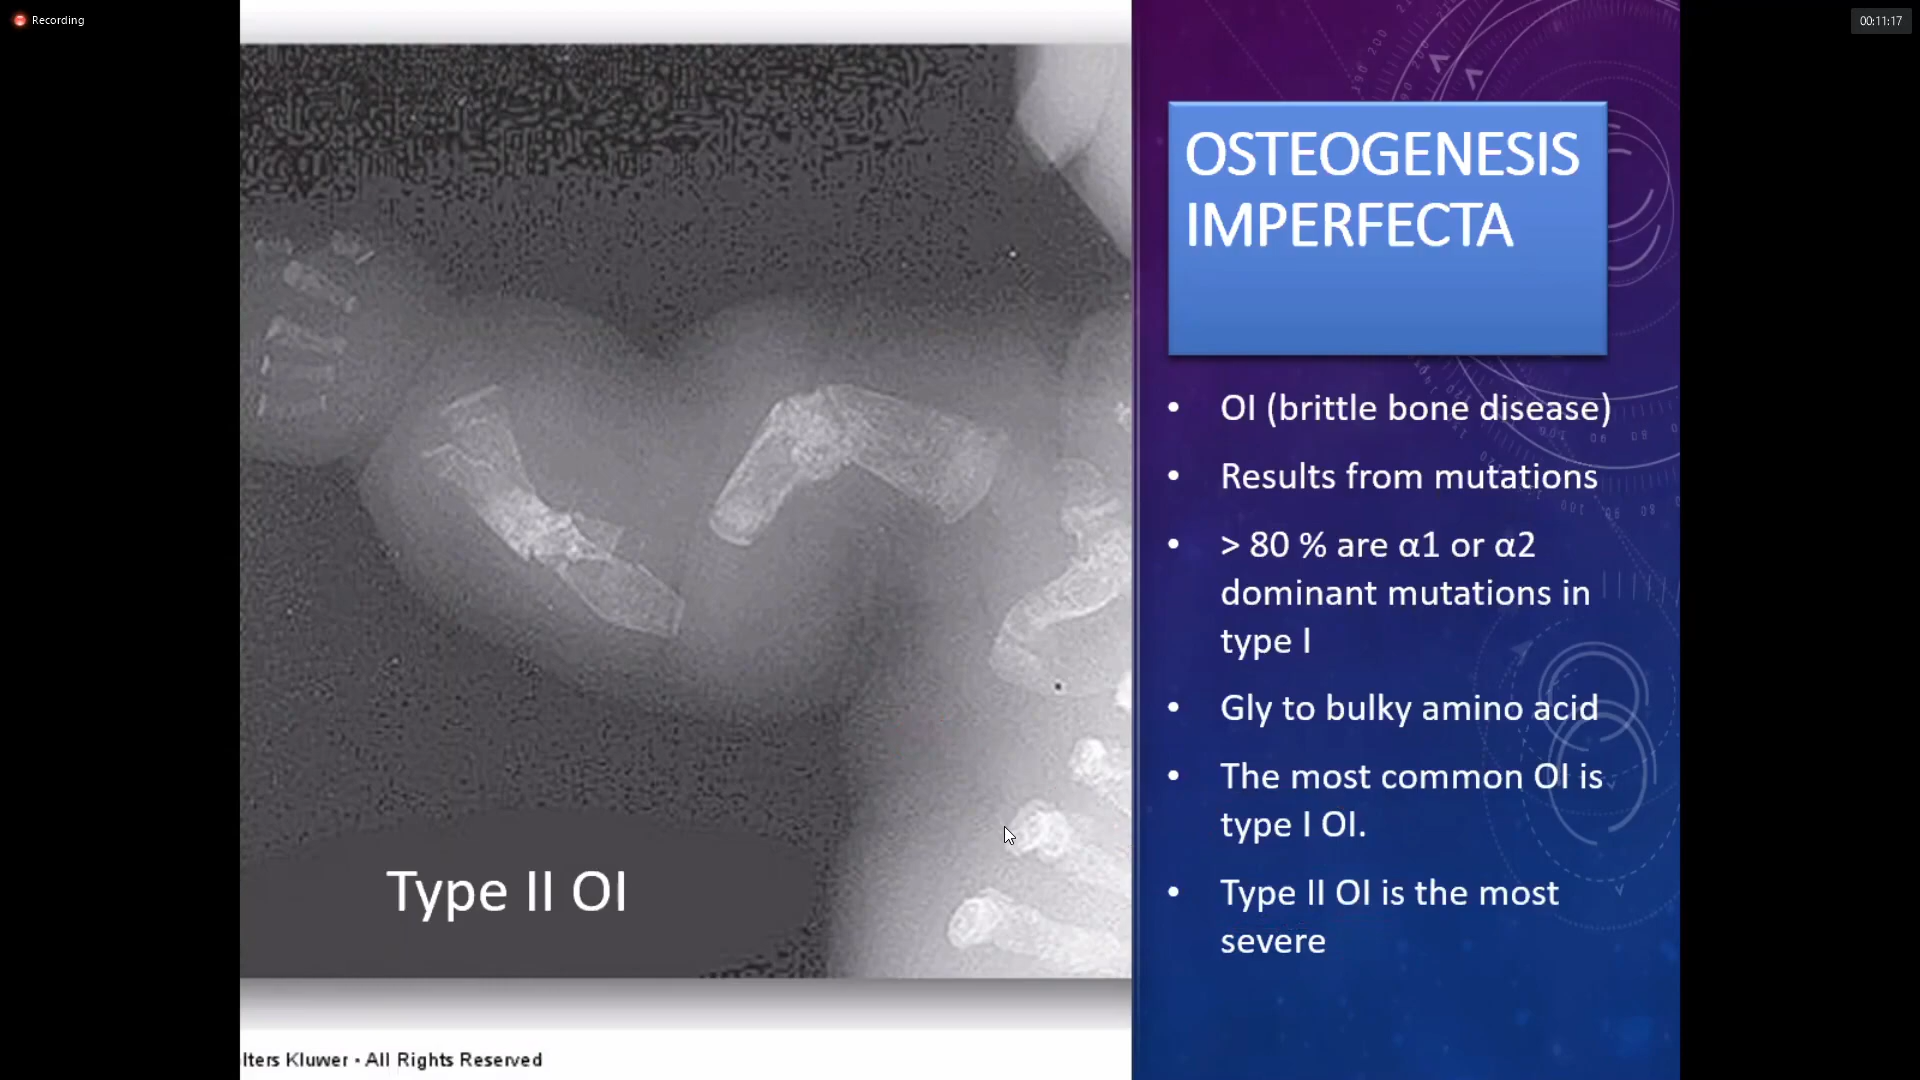 Recording
00:11:17
OSTEOGENESIS
IMPERFECTA
• OI (brittle bone disease)
• Results from mutations
• > 80 % are α1 or α2
dominant mutations in
type I
• Gly to bulky amino acid
• The most common OI is
type I OI.
• Type II OI is the most
severe
Type II OI
lters Kluwer • All Rights Reserved